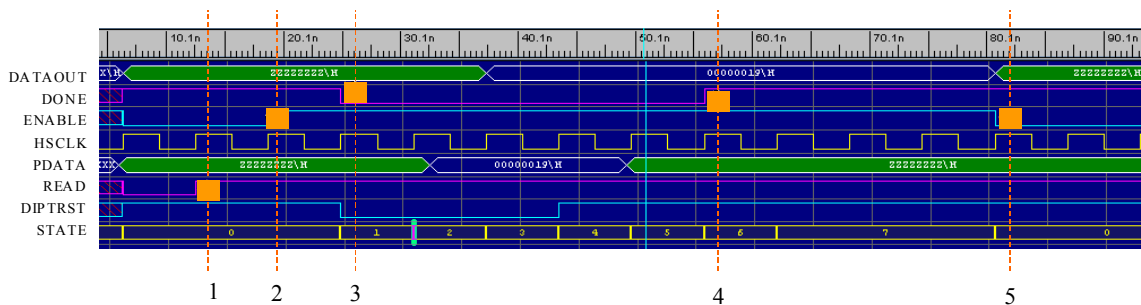 10.1n 20.1n 30.1n 40.1n 50.1n 60.1n 70.1n 80.1n 90.1n
DATAOUT X\H ZZZZZZZZ\H 00000019\H ZZZZZZZZ\H
DONE
ENABLE
HSCLK
PDATA XXX ZZZZZZZZ\H 00000019\H ZZZZZZZZ\H
READ
DIPTRST
STATE 0 1 2 3 4 5 6 7 0
1 2 3 4 5